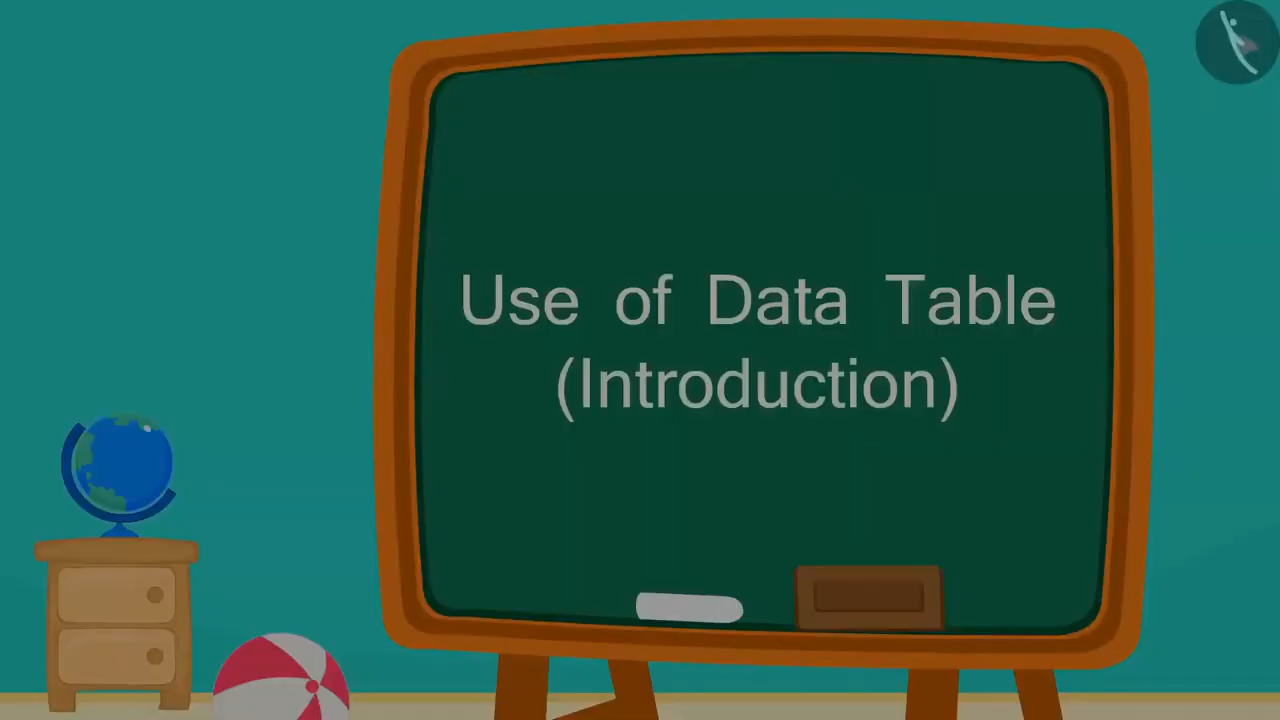 Use of Data Table
(Introduction)